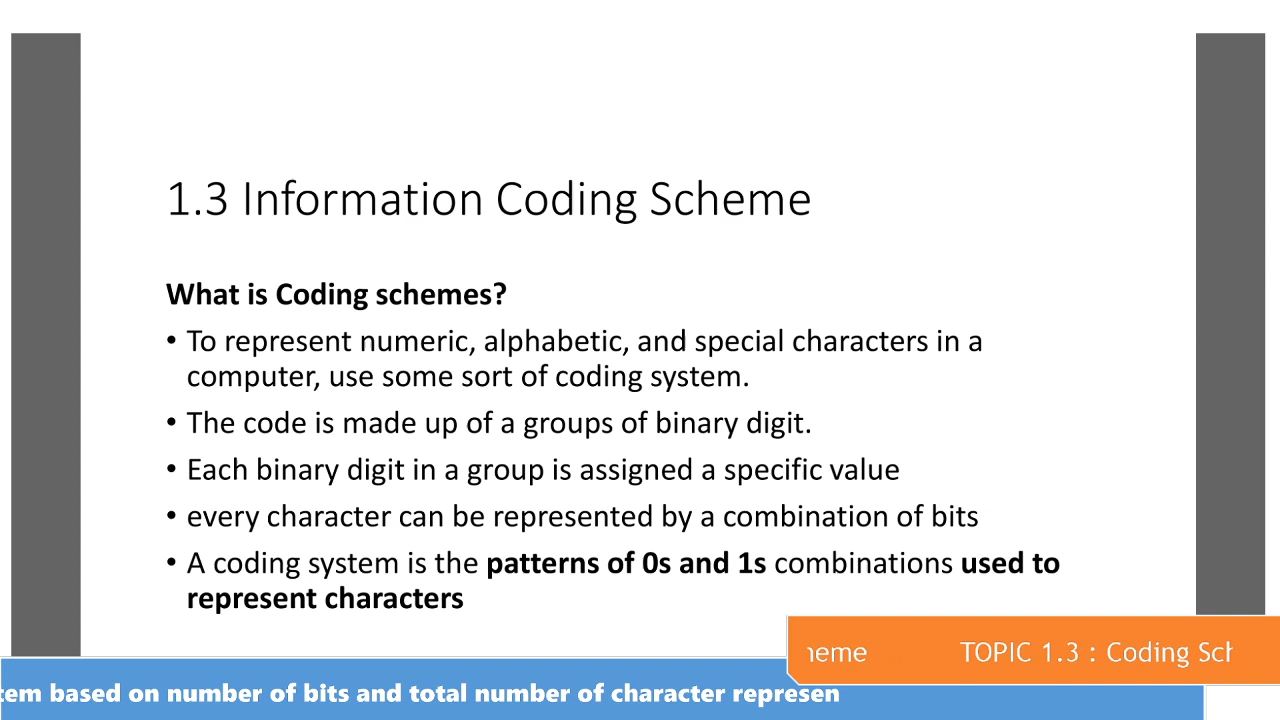 1.3 Information Coding Scheme
What is Coding schemes?
• To represent numeric, alphabetic, and special characters in a
computer, use some sort of coding system.
• The code is made up of a groups of binary digit.
• Each binary digit in a group is assigned a specific value
• every character can be represented by a combination of bits
• A coding system is the patterns of 0s and 1s combinations used to
represent characters
heme TOPIC 1.3 : Coding Sch
tem based on number of bits and total number of character represen